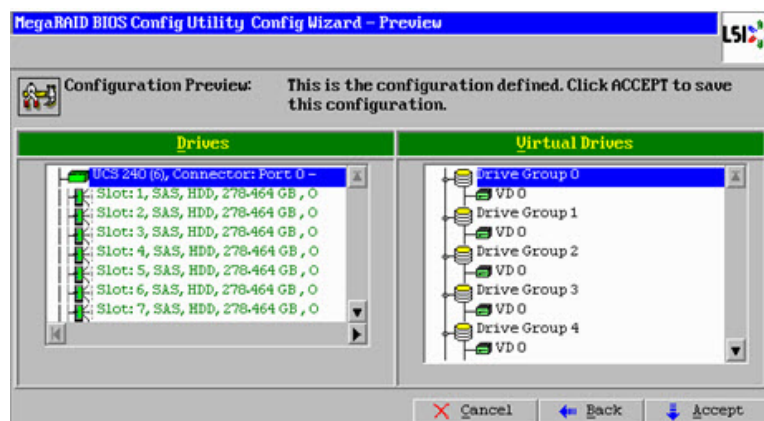 MegaRAID BIOS Config Utility Config Wizard – Preview
LSI
Configuration Preview: This is the configuration defined. Click ACCEPT to save
this configuration.
Drives
UCS 240 (6), Connector: Port 0 –
Slot: 1, SAS, HDD, 278.464 GB , O
Slot: 2, SAS, HDD, 278.464 GB , O
Slot: 3, SAS, HDD, 278.464 GB , O
Slot: 4, SAS, HDD, 278.464 GB , O
Slot: 5, SAS, HDD, 278.464 GB , O
Slot: 6, SAS, HDD, 278.464 GB , O
Slot: 7, SAS, HDD, 278.464 GB , O
Virtual Drives
Drive Group 0
VD 0
Drive Group 1
VD 0
Drive Group 2
VD 0
Drive Group 3
VD 0
Drive Group 4
VD 0
Cancel
Back
Accept